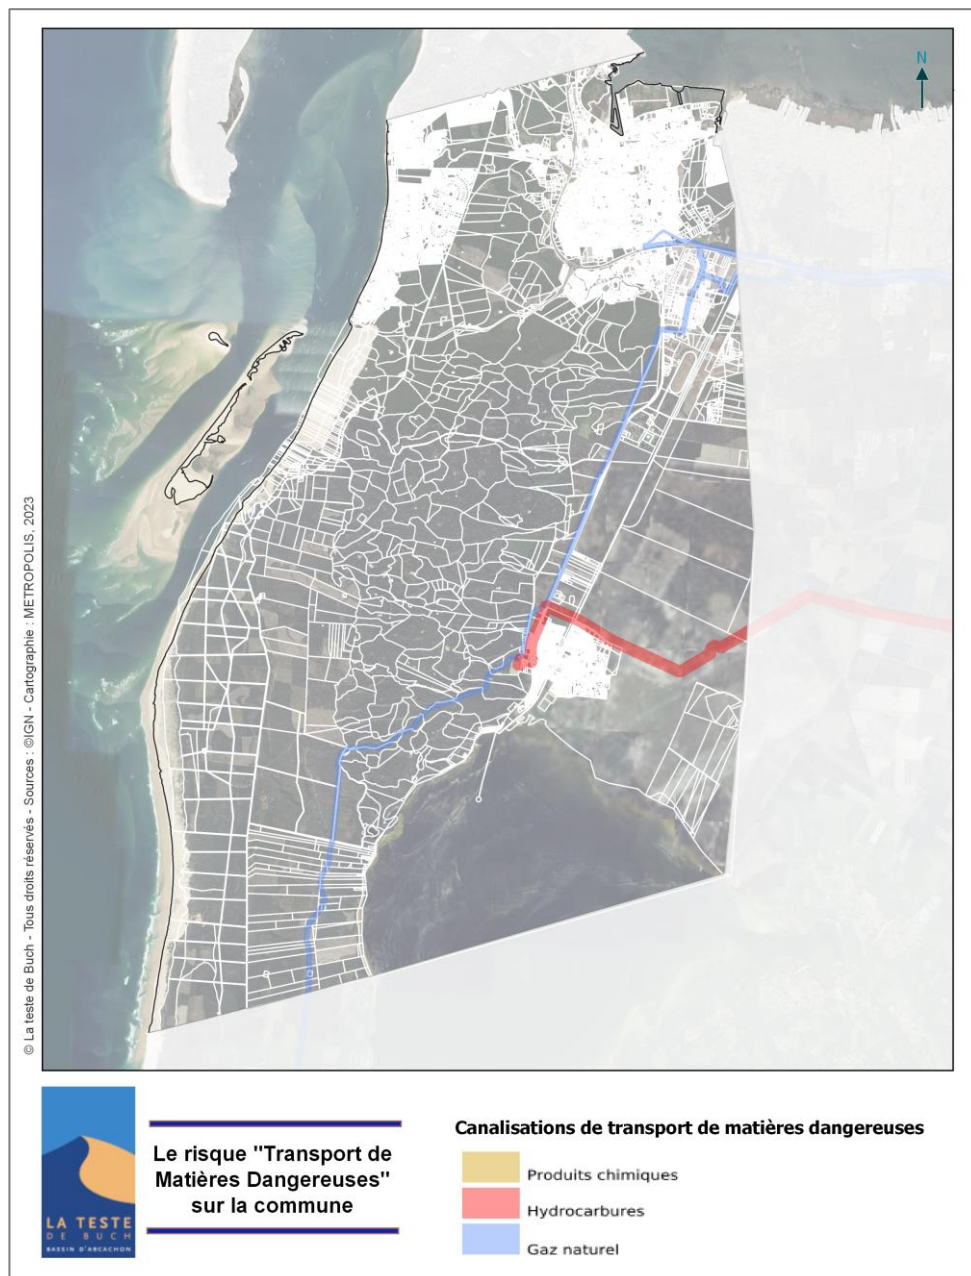 N
© La teste de Buch - Tous droits réservés - Sources : ©IGN - Cartographie : METROPOLIS, 2023
LA TESTE
DE BUCH
BASSIN D'ARCACHON
Le risque "Transport de
Matières Dangereuses"
sur la commune
Canalisations de transport de matières dangereuses
Produits chimiques
Hydrocarbures
Gaz naturel